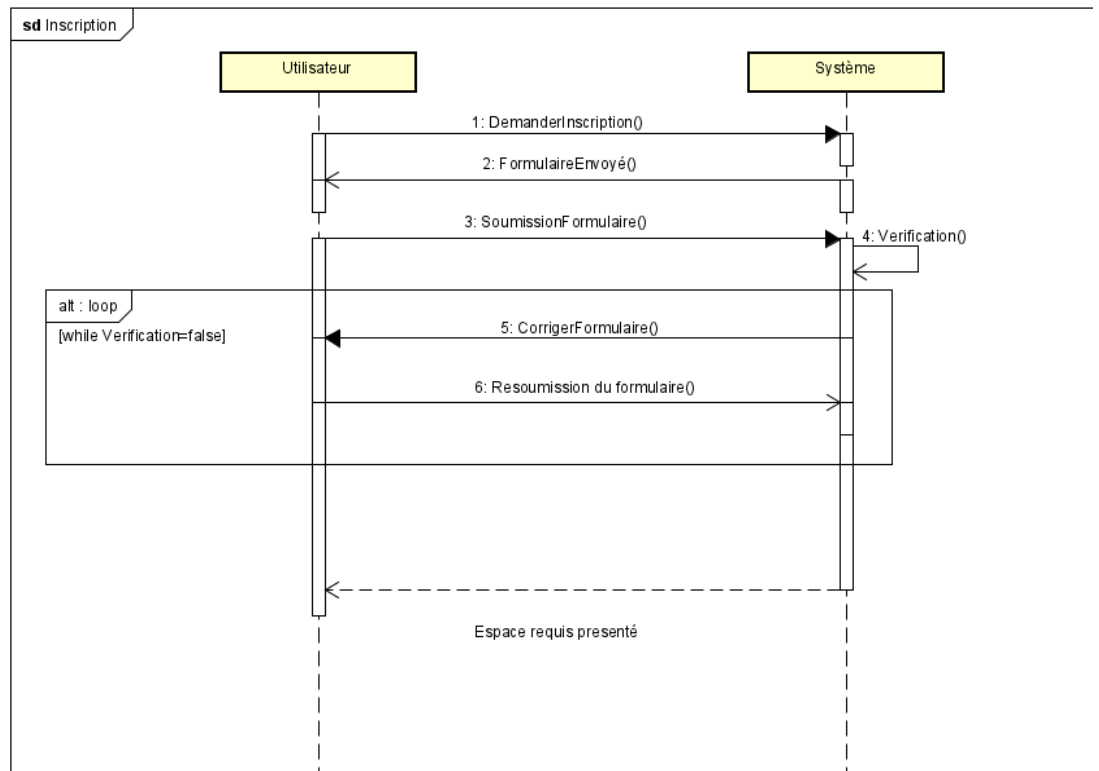 sd Inscription
Utilisateur
Système
1: DemanderInscription()
2: FormulaireEnvoyé()
3: SoumissionFormulaire()
4: Verification()
alt : loop
[while Verification=false]
5: CorrigerFormulaire()
6: Resoumission du formulaire()
Espace requis presenté